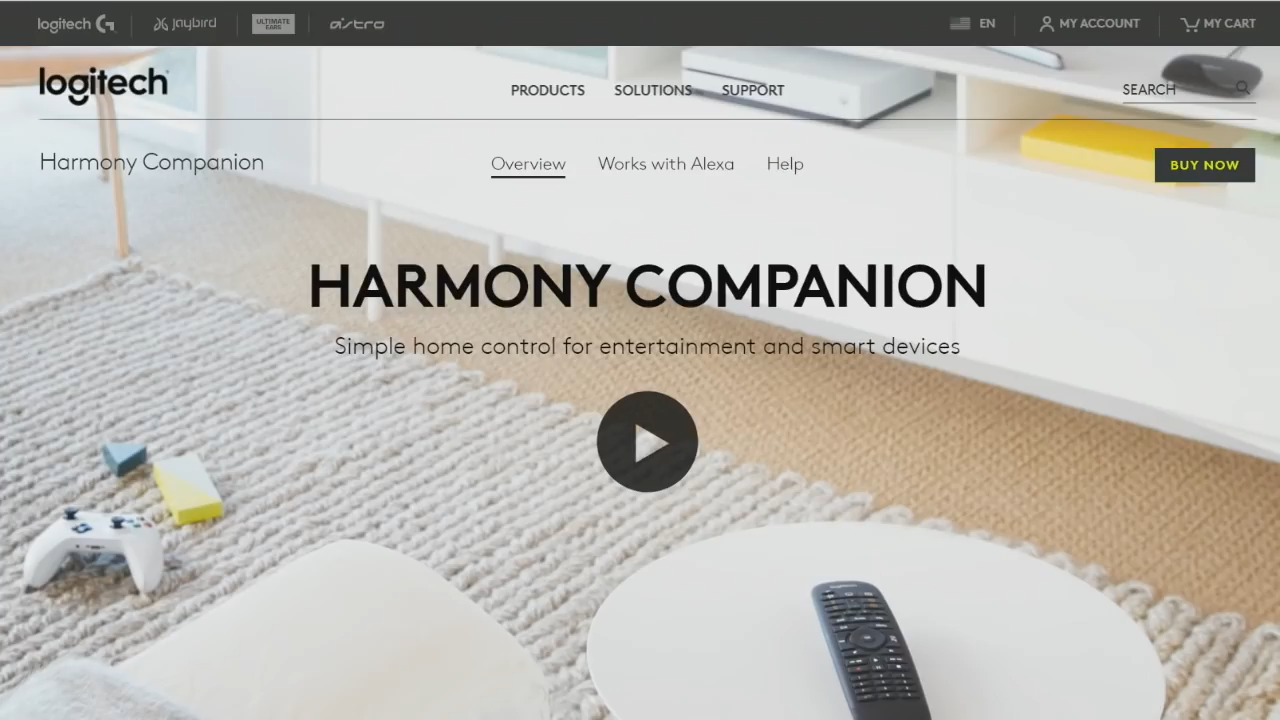 logitech G
Jaybird
ULTIMATE EARS
ASTRO
EN
MY ACCOUNT
MY CART
logitech
PRODUCTS SOLUTIONS SUPPORT
SEARCH
Harmony Companion
Overview Works with Alexa Help
BUY NOW
HARMONY COMPANION
Simple home control for entertainment and smart devices